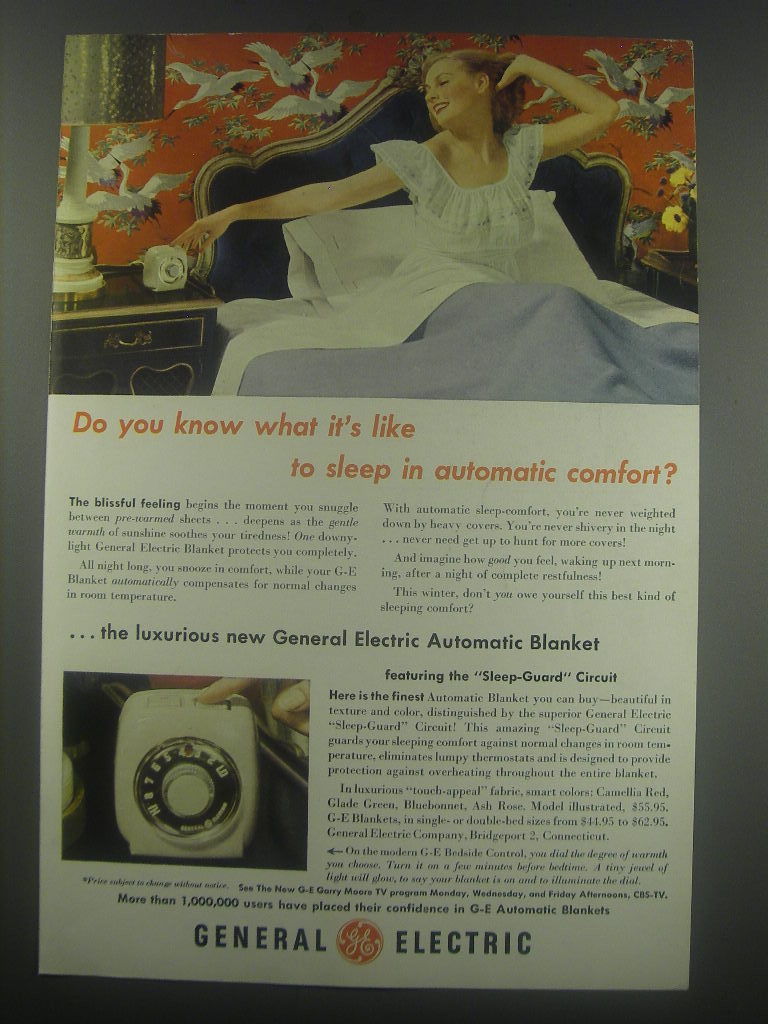 Do you know what it's like
to sleep in automatic comfort?
The blissful feeling begins the moment you snuggle
between pre-warmed sheets . . . deepens as the gentle
warmth of sunshine soothes your tiredness! One downy-
light General Electric Blanket protects you completely.
All night long, you snooze in comfort, while your G-E
Blanket automatically compensates for normal changes
in room temperature.
With automatic sleep-comfort, you're never weighted
down by heavy covers. You're never shivery in the night
. . . never need get up to hunt for more covers!
And imagine how good you feel, waking up next morn-
ing, after a night of complete restfulness!
This winter, don't you owe yourself this best kind of
sleeping comfort?
. . . the luxurious new General Electric Automatic Blanket
featuring the "Sleep-Guard" Circuit
Here is the finest Automatic Blanket you can buy—beautiful in
texture and color, distinguished by the superior General Electric
"Sleep-Guard" Circuit! This amazing "Sleep-Guard" Circuit
guards your sleeping comfort against normal changes in room tem-
perature, eliminates lumpy thermostats and is designed to provide
protection against overheating throughout the entire blanket.
In luxurious "touch-appeal" fabric, smart colors: Camellia Red,
Glade Green, Bluebonnet, Ash Rose. Model illustrated, $55.95.
G-E Blankets, in single- or double-bed sizes from $44.95 to $62.95.
General Electric Company, Bridgeport 2, Connecticut.
←On the modern G-E Bedside Control, you dial the degree of warmth
you choose. Turn it on a few minutes before bedtime. A tiny jewel of
light will glow, to say your blanket is on and to illuminate the dial.
*Price subject to change without notice. See The New G-E Garry Moore TV program Monday, Wednesday, and Friday Afternoons, CBS-TV.
More than 1,000,000 users have placed their confidence in G-E Automatic Blankets
GENERAL GE ELECTRIC